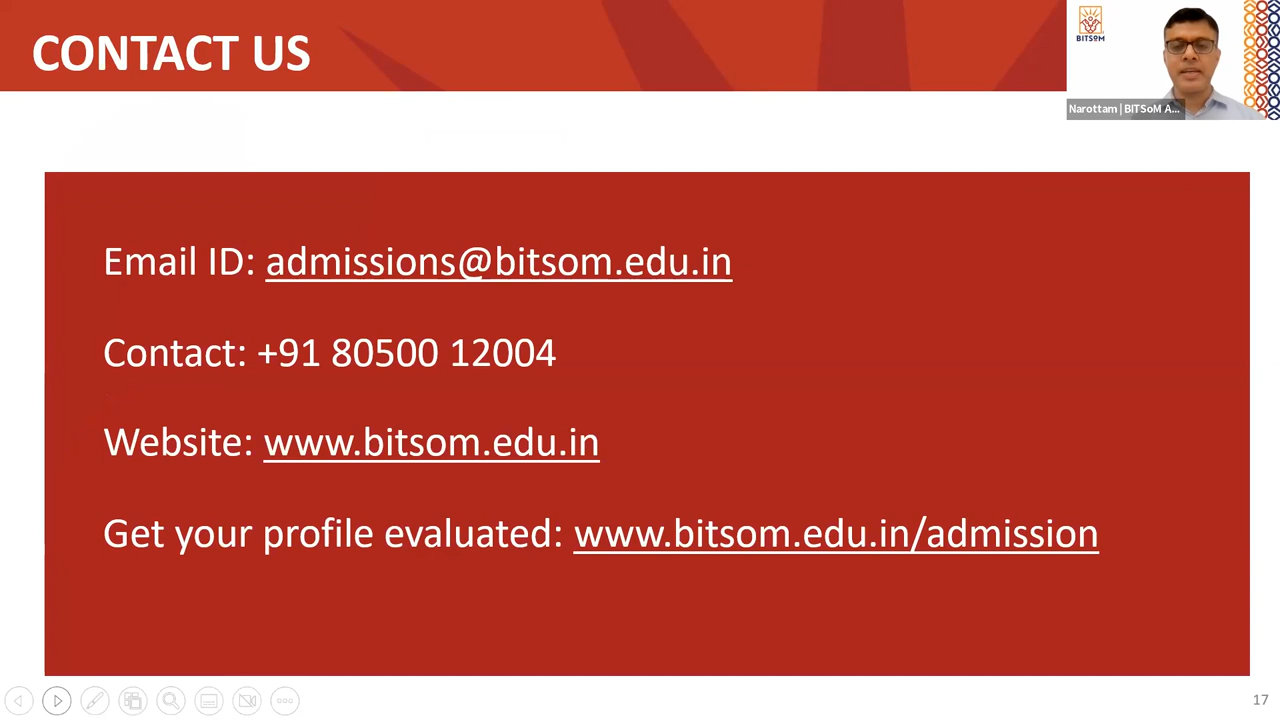 CONTACT US
BITSoM
Narottam | BITSoM A...
Email ID: admissions@bitsom.edu.in
Contact: +91 80500 12004
Website: www.bitsom.edu.in
Get your profile evaluated: www.bitsom.edu.in/admission
17